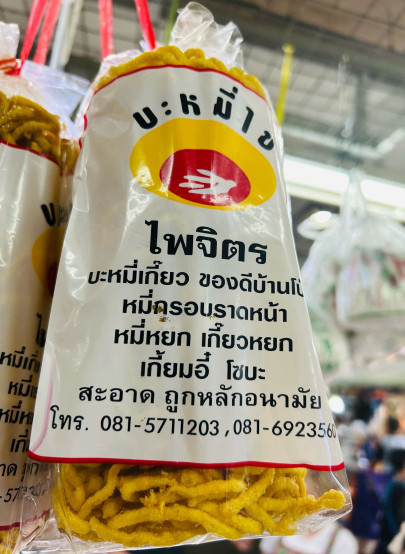 บะหมี่ไข
ไพจิตร
บะหมี่เกี๊ยว ของดีบ้านโป
หมี่กรอบราดหน้า
หมี่หยก เกี๊ยวหยก
เกี้ยมอี๋ โซบะ
สะอาด ถูกหลักอนามัย
โทร. 081-5711203,081-6923560